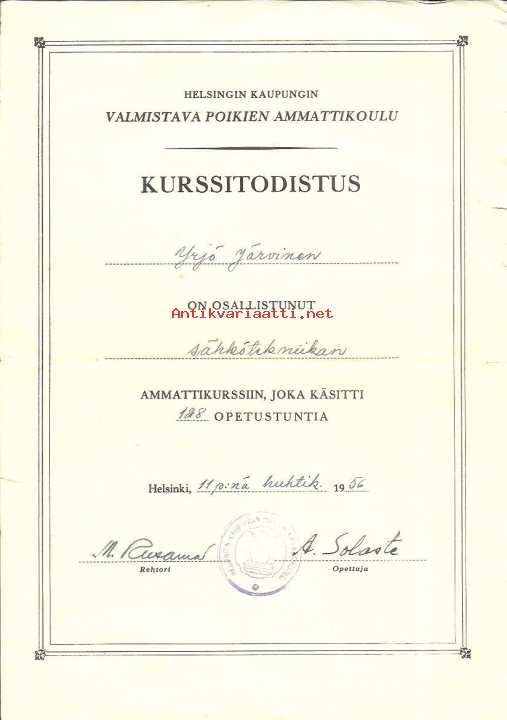 HELSINGIN KAUPUNGIN
VALMISTAVA POIKIEN AMMATTIKOULU
KURSSITODISTUS
Yrjö Järvinen
ON OSALLISTUNUT
Antikvariaatti.net
sähkötekniikan
AMMATTIKURSSIIN, JOKA KÄSITTI
128 OPETUSTUNTIA
Helsinki, 11 p:nä huhtik. 1956
M. A. Solaste
Rehtori Opettaja